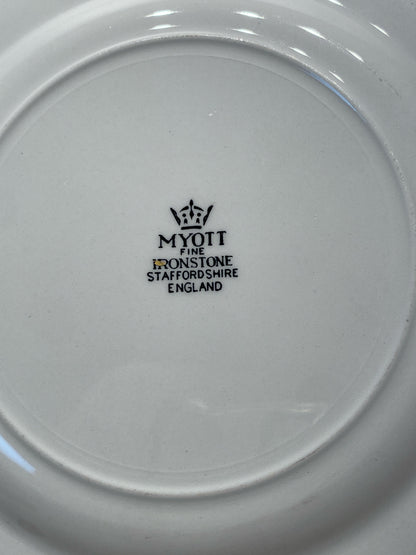 MYOTT
FINE
IRONSTONE
STAFFORDSHIRE
ENGLAND